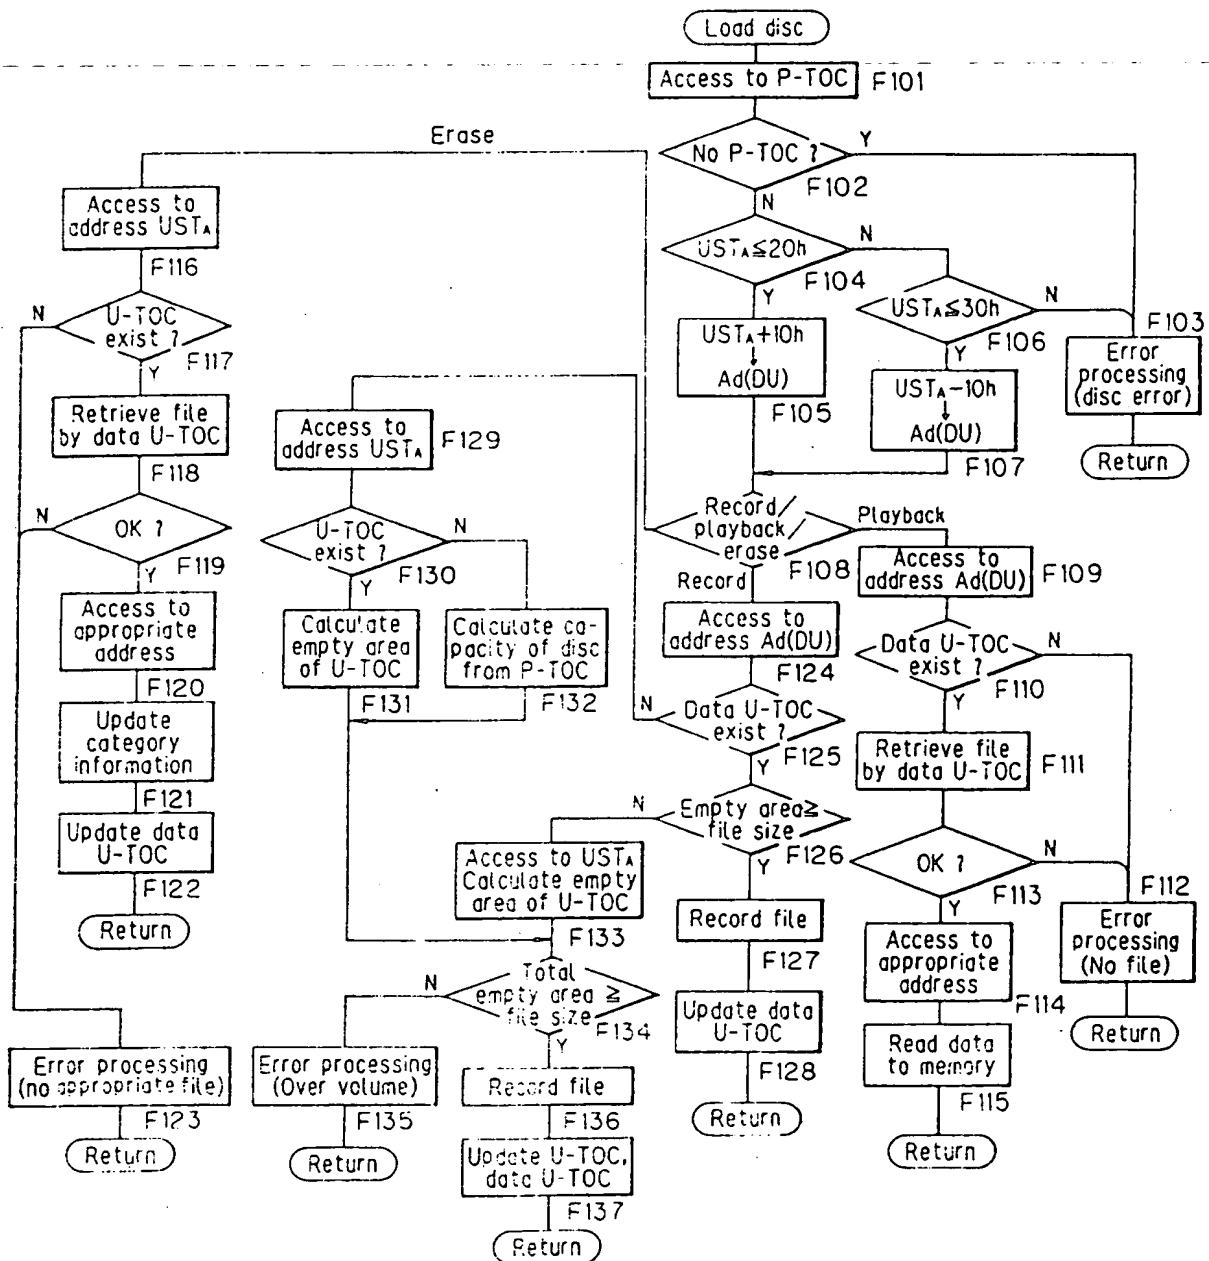 Load disc
Access to P-TOC
F101
No P-TOC ?
Y
F102
N
USTA≦20h
N
F104
Y
USTA≦30h
N
F106
Y
F103
Error
processing
(disc error)
Return
USTA+10h
↓
Ad(DU)
F105
USTA−10h
↓
Ad(DU)
F107
Record/
playback/
erase
F108
Erase
Playback
Record
Access to
address USTA
F116
U-TOC
exist ?
N
F117
Y
Retrieve file
by data U-TOC
F118
OK ?
N
F119
Y
Access to
appropriate
address
F120
Update
category
information
F121
Update data
U-TOC
F122
Return
Error processing
(no appropriate file)
F123
Return
Access to
address USTA
F129
U-TOC
exist ?
N
F130
Y
Calculate
empty area
of U-TOC
F131
Calculate ca-
pacity of disc
from P-TOC
F132
Access to
address Ad(DU)
F124
Data U-TOC
exist ?
N
F125
Y
Empty area≧
file size
N
F126
Y
Record file
F127
Update data
U-TOC
F128
Return
Access to USTA
Calculate empty
area of U-TOC
F133
Total
empty area ≧
file size
N
F134
Y
Error processing
(Over volume)
F135
Return
Record file
F136
Update U-TOC,
data U-TOC
F137
Return
Access to
address Ad(DU)
F109
Data U-TOC
exist ?
N
F110
Y
Retrieve file
by data U-TOC
F111
OK ?
N
F113
Y
F112
Error
processing
(No file)
Return
Access to
appropriate
address
F114
Read data
to memory
F115
Return